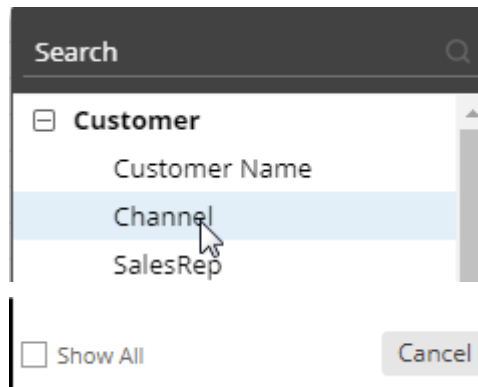 Search
Customer
Customer Name
Channel
SalesRep
Show All
Cancel